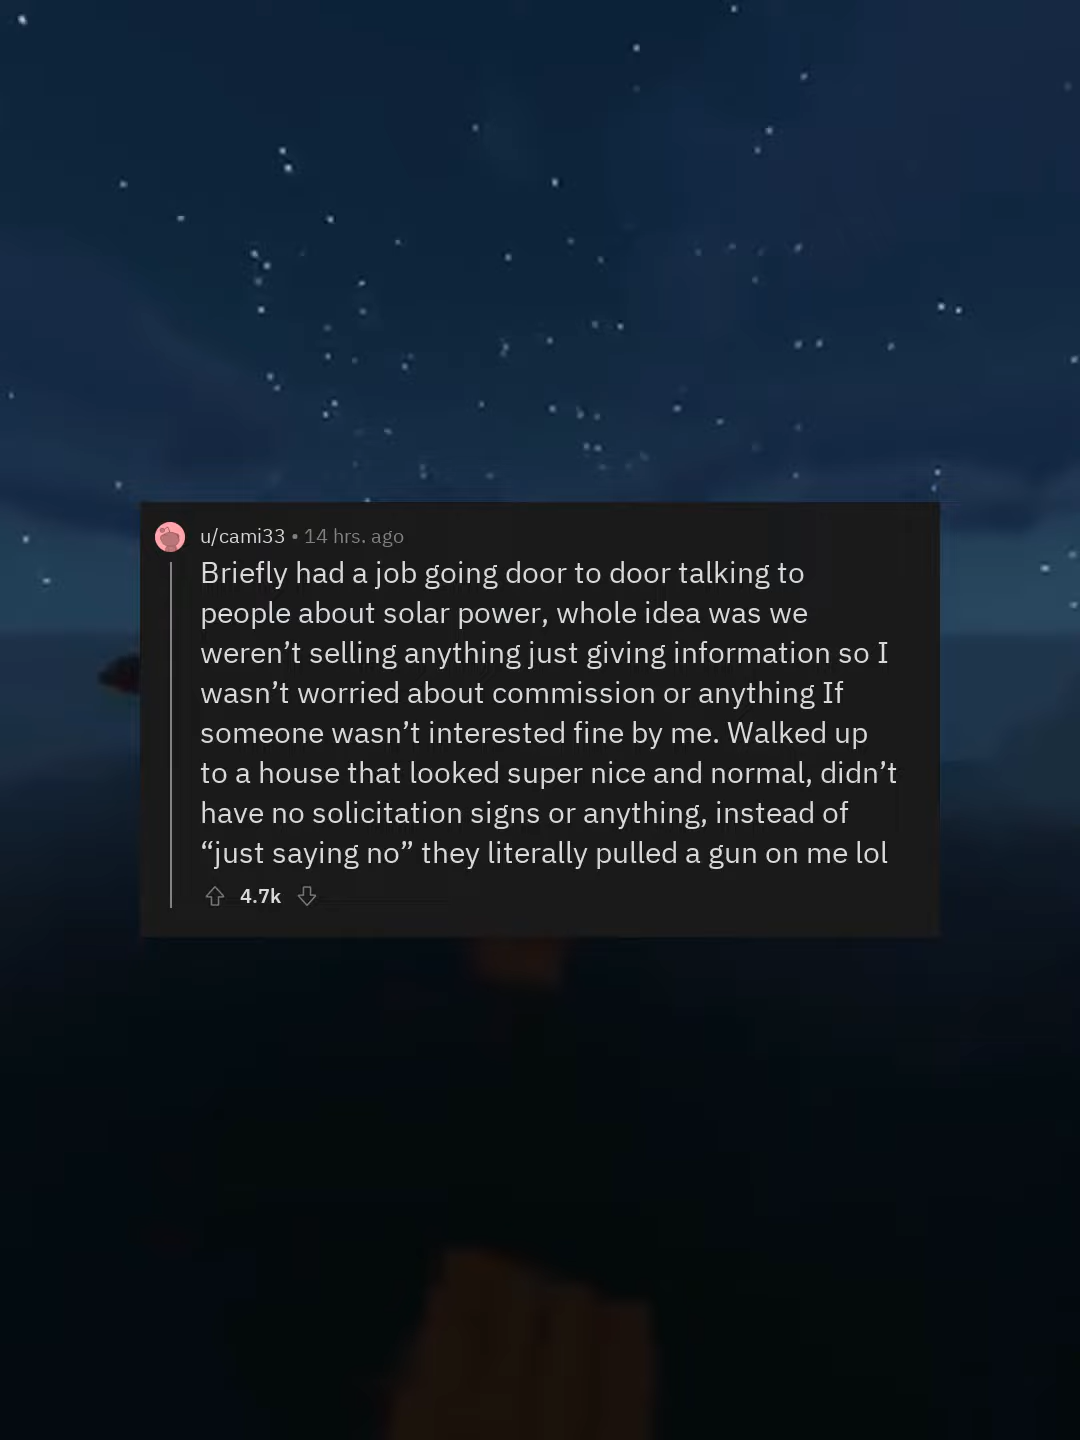 u/cami33 • 14 hrs. ago
Briefly had a job going door to door talking to
people about solar power, whole idea was we
weren’t selling anything just giving information so I
wasn’t worried about commission or anything If
someone wasn’t interested fine by me. Walked up
to a house that looked super nice and normal, didn’t
have no solicitation signs or anything, instead of
“just saying no” they literally pulled a gun on me lol
4.7k